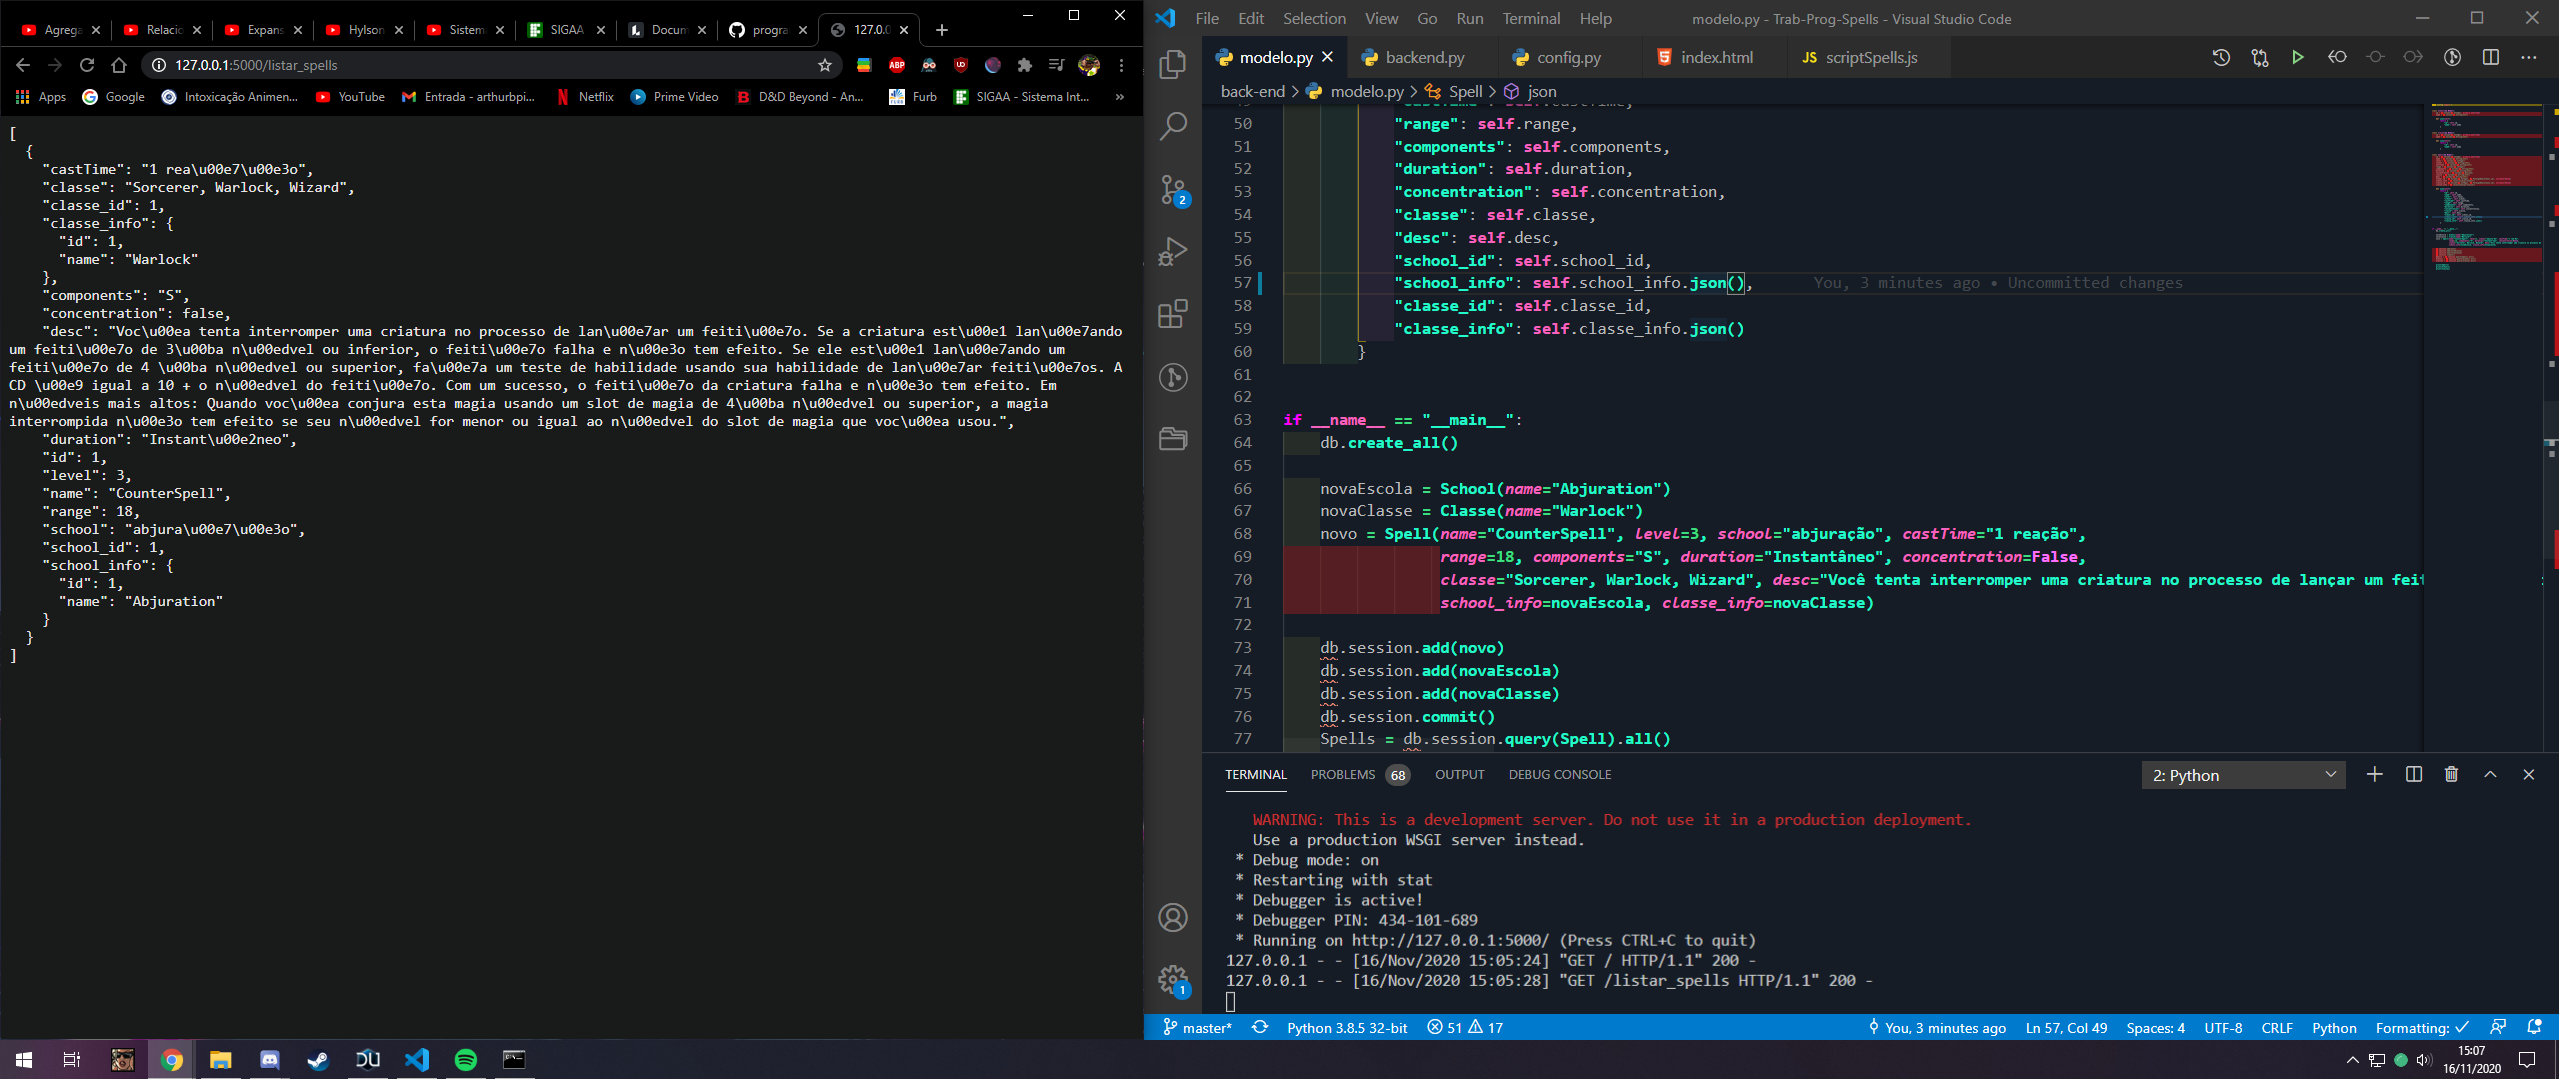 Agrega
Relacio
Expans
Hylson
Sistem
SIGAA
Docum
progra
127.0.0
127.0.0.1:5000/listar_spells
Apps
Google
Intoxicação Animen...
YouTube
Entrada - arthurbpi...
Netflix
Prime Video
D&D Beyond - An...
Furb
SIGAA - Sistema Int...
»
[
{
"castTime": "1 rea\u00e7\u00e3o",
"classe": "Sorcerer, Warlock, Wizard",
"classe_id": 1,
"classe_info": {
"id": 1,
"name": "Warlock"
},
"components": "S",
"concentration": false,
"desc": "Voc\u00ea tenta interromper uma criatura no processo de lan\u00e7ar um feiti\u00e7o. Se a criatura est\u00e1 lan\u00e7ando
um feiti\u00e7o de 3\u00ba n\u00edvel ou inferior, o feiti\u00e7o falha e n\u00e3o tem efeito. Se ele est\u00e1 lan\u00e7ando um
feiti\u00e7o de 4 \u00ba n\u00edvel ou superior, fa\u00e7a um teste de habilidade usando sua habilidade de lan\u00e7ar feiti\u00e7os. A
CD \u00e9 igual a 10 + o n\u00edvel do feiti\u00e7o. Com um sucesso, o feiti\u00e7o da criatura falha e n\u00e3o tem efeito. Em
n\u00edveis mais altos: Quando voc\u00ea conjura esta magia usando um slot de magia de 4\u00ba n\u00edvel ou superior, a magia
interrompida n\u00e3o tem efeito se seu n\u00edvel for menor ou igual ao n\u00edvel do slot de magia que voc\u00ea usou.",
"duration": "Instant\u00e2neo",
"id": 1,
"level": 3,
"name": "CounterSpell",
"range": 18,
"school": "abjura\u00e7\u00e3o",
"school_id": 1,
"school_info": {
"id": 1,
"name": "Abjuration"
}
}
]
File Edit Selection View Go Run Terminal Help
modelo.py - Trab-Prog-Spells - Visual Studio Code
modelo.py
backend.py
config.py
index.html
JS scriptSpells.js
back-end > modelo.py > Spell > json
50 "range": self.range,
51 "components": self.components,
52 "duration": self.duration,
53 "concentration": self.concentration,
54 "classe": self.classe,
55 "desc": self.desc,
56 "school_id": self.school_id,
57 "school_info": self.school_info.json(), You, 3 minutes ago • Uncommitted changes
58 "classe_id": self.classe_id,
59 "classe_info": self.classe_info.json()
60 }
61
62
63 if __name__ == "__main__":
64 db.create_all()
65
66 novaEscola = School(name="Abjuration")
67 novaClasse = Classe(name="Warlock")
68 novo = Spell(name="CounterSpell", level=3, school="abjuração", castTime="1 reação",
69 range=18, components="S", duration="Instantâneo", concentration=False,
70 classe="Sorcerer, Warlock, Wizard", desc="Você tenta interromper uma criatura no processo de lançar um feit
71 school_info=novaEscola, classe_info=novaClasse)
72
73 db.session.add(novo)
74 db.session.add(novaEscola)
75 db.session.add(novaClasse)
76 db.session.commit()
77 Spells = db.session.query(Spell).all()
TERMINAL PROBLEMS 68 OUTPUT DEBUG CONSOLE
2: Python
WARNING: This is a development server. Do not use it in a production deployment.
Use a production WSGI server instead.
* Debug mode: on
* Restarting with stat
* Debugger is active!
* Debugger PIN: 434-101-689
* Running on http://127.0.0.1:5000/ (Press CTRL+C to quit)
127.0.0.1 - - [16/Nov/2020 15:05:24] "GET / HTTP/1.1" 200 -
127.0.0.1 - - [16/Nov/2020 15:05:28] "GET /listar_spells HTTP/1.1" 200 -
2
1
master* Python 3.8.5 32-bit 51 17
You, 3 minutes ago Ln 57, Col 49 Spaces: 4 UTF-8 CRLF Python Formatting:
15:07
16/11/2020